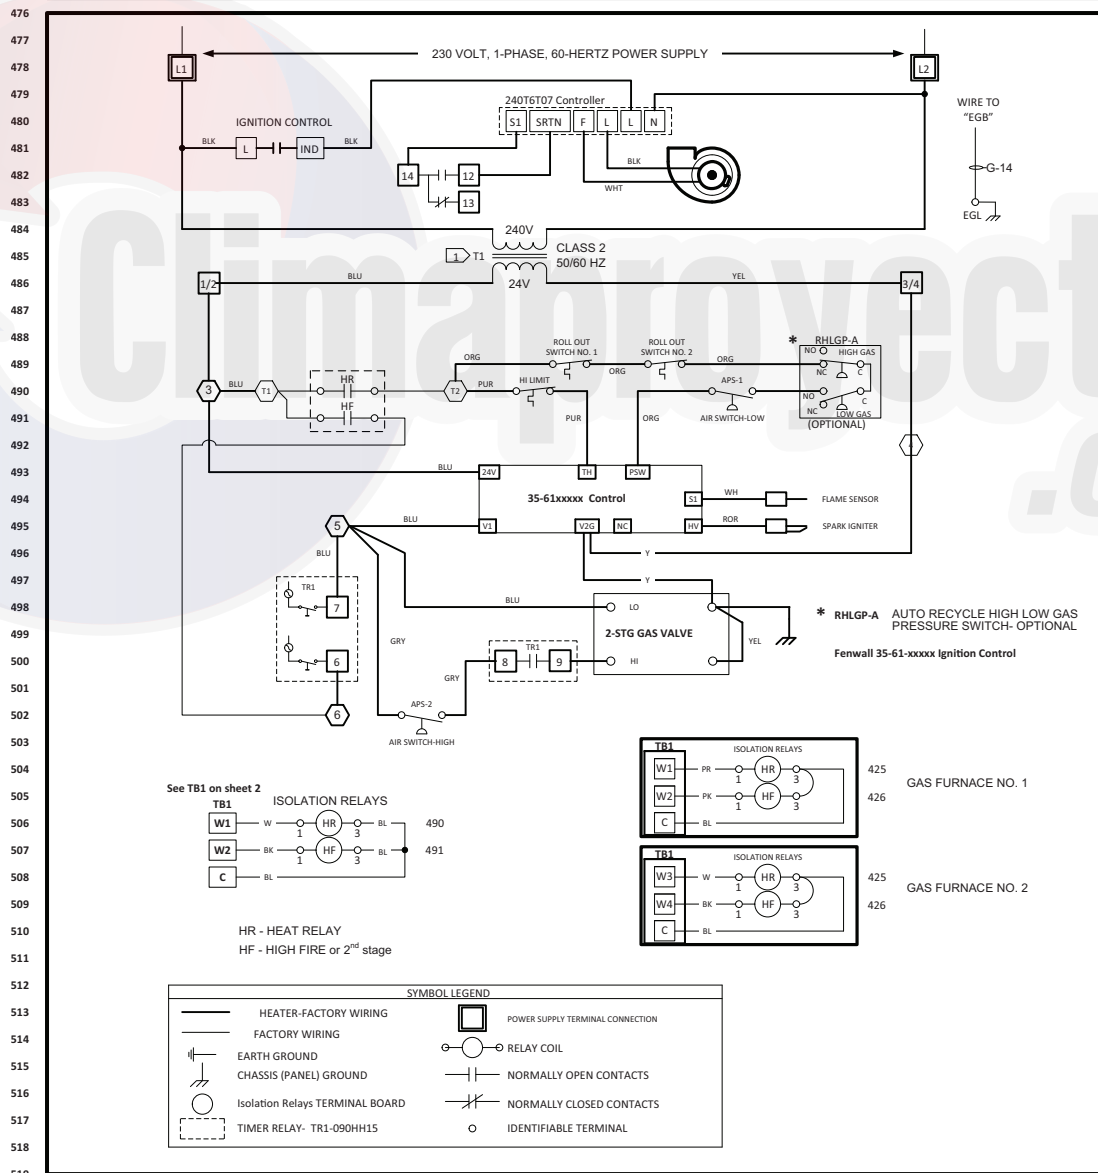 476
477
230 VOLT, 1-PHASE, 60-HERTZ POWER SUPPLY
478
L1
L2
479
240T6T07 Controller
WIRE TO
"EGB"
480
IGNITION CONTROL
S1 SRTN F L L N
481
BLK L IND BLK
BLK
G-14
482
14 12
WHT
483
13
EGL
484
240V
485
1 T1
CLASS 2
50/60 HZ
486
1/2 BLU
24V
YEL 3/4
487
488
ROLL OUT
SWITCH NO. 1
ROLL OUT
SWITCH NO. 2
* RHLGP-A
NO HIGH GAS
489
ORG
ORG
ORG
NC C
490
3 BLU T1
HR
T2 PUR
HI LIMIT
APS-1
NO
C
491
HF
PUR
ORG
AIR SWITCH-LOW
NC
LOW GAS
(OPTIONAL)
492
4
493
BLU 24V TH PSW
494
35-61xxxxx Control
S1 WH FLAME SENSOR
495
5 BLU V1 V2G NC HV ROR SPARK IGNITER
496
BLU
Y
497
TR1
Y
498
7
BLU
LO
* RHLGP-A AUTO RECYCLE HIGH LOW GAS
PRESSURE SWITCH- OPTIONAL
499
GRY
TR1
2-STG GAS VALVE
YEL
500
6
8 9
HI
Fenwall 35-61-xxxxx Ignition Control
501
GRY
502
6
APS-2
503
AIR SWITCH-HIGH
TB1 ISOLATION RELAYS
504
W1 PR 1 HR 3 425
GAS FURNACE NO. 1
505
See TB1 on sheet 2
TB1 ISOLATION RELAYS
W2 PK 1 HF 3 426
506
W1 W 1 HR 3 BL 490
C BL
507
W2 BK 1 HF 3 BL 491
TB1 ISOLATION RELAYS
508
C BL
W3 W 1 HR 3 425
GAS FURNACE NO. 2
509
W4 BK 1 HF 3 426
510
HR - HEAT RELAY
C BL
HF - HIGH FIRE or 2nd stage
511
512
SYMBOL LEGEND
513
HEATER-FACTORY WIRING
POWER SUPPLY TERMINAL CONNECTION
514
FACTORY WIRING
RELAY COIL
515
EARTH GROUND
CHASSIS (PANEL) GROUND
NORMALLY OPEN CONTACTS
516
Isolation Relays TERMINAL BOARD
NORMALLY CLOSED CONTACTS
517
TIMER RELAY- TR1-090HH15
IDENTIFIABLE TERMINAL
518
Climaproyect